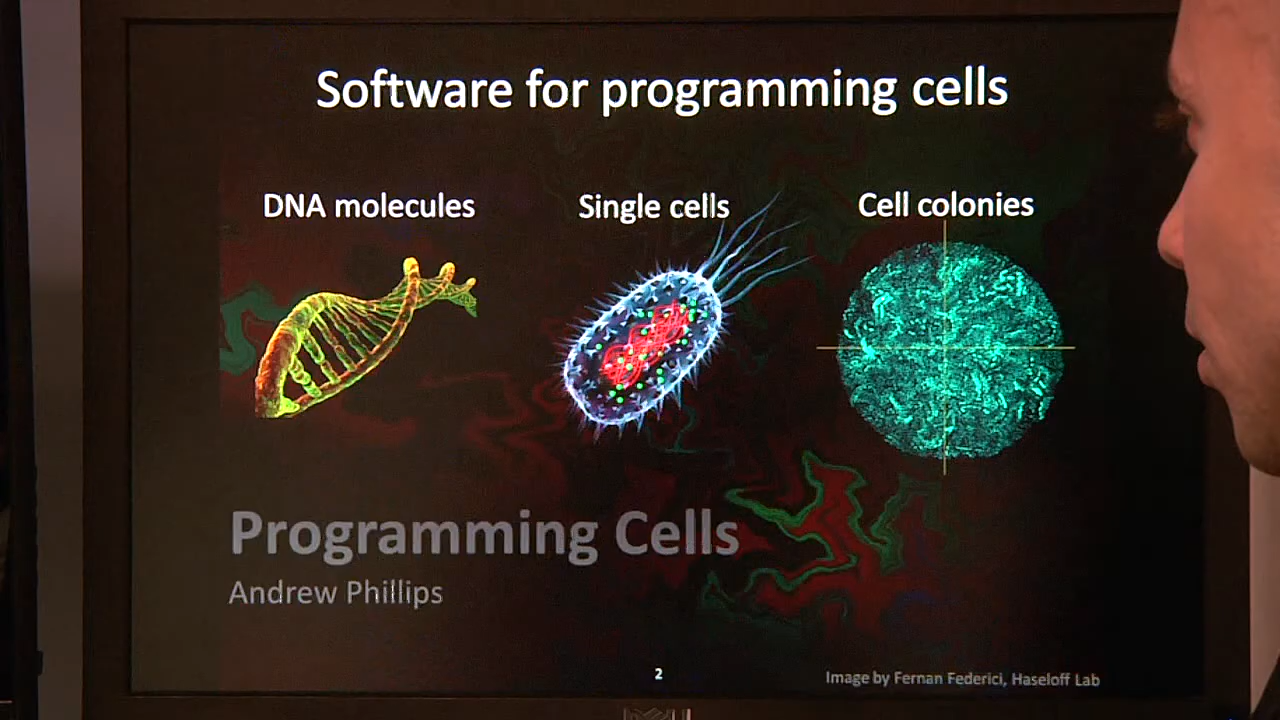 Software for programming cells
DNA molecules
Single cells
Cell colonies
Programming Cells
Andrew Phillips
2
Image by Fernan Federici, Haseloff Lab